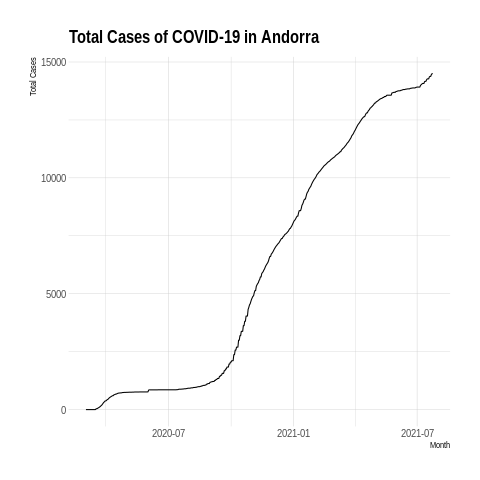 Total Cases of COVID-19 in Andorra
Total Cases
15000
10000
5000
0
2020-07
2021-01
2021-07
Month